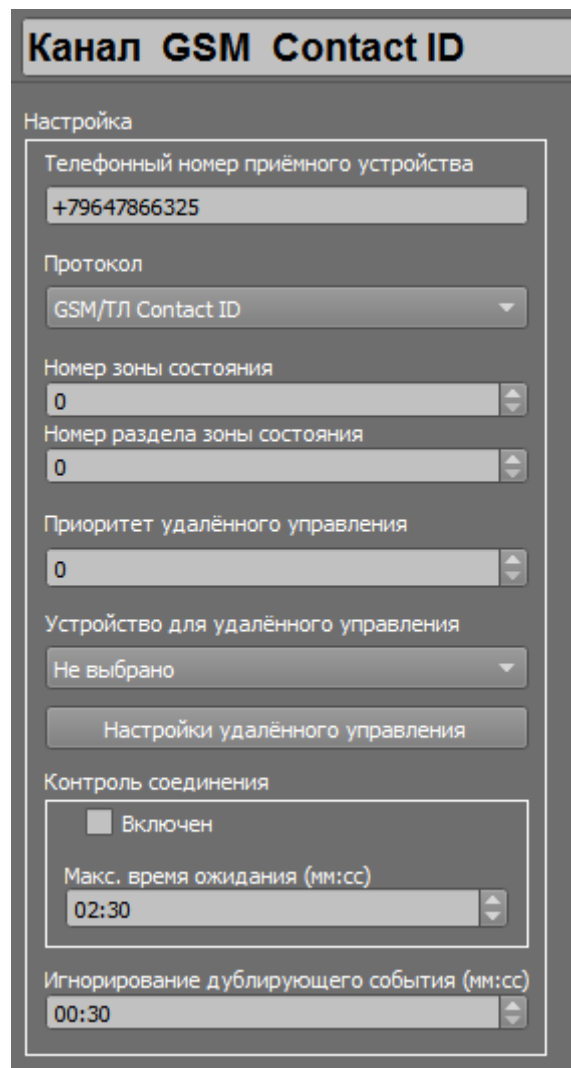 Канал GSM Contact ID
Настройка
Телефонный номер приёмного устройства
+79647866325
Протокол
GSM/ТЛ Contact ID
Номер зоны состояния
0
Номер раздела зоны состояния
0
Приоритет удалённого управления
0
Устройство для удалённого управления
Не выбрано
Настройки удалённого управления
Контроль соединения
Включен
Макс. время ожидания (мм:сс)
02:30
Игнорирование дублирующего события (мм:сс)
00:30